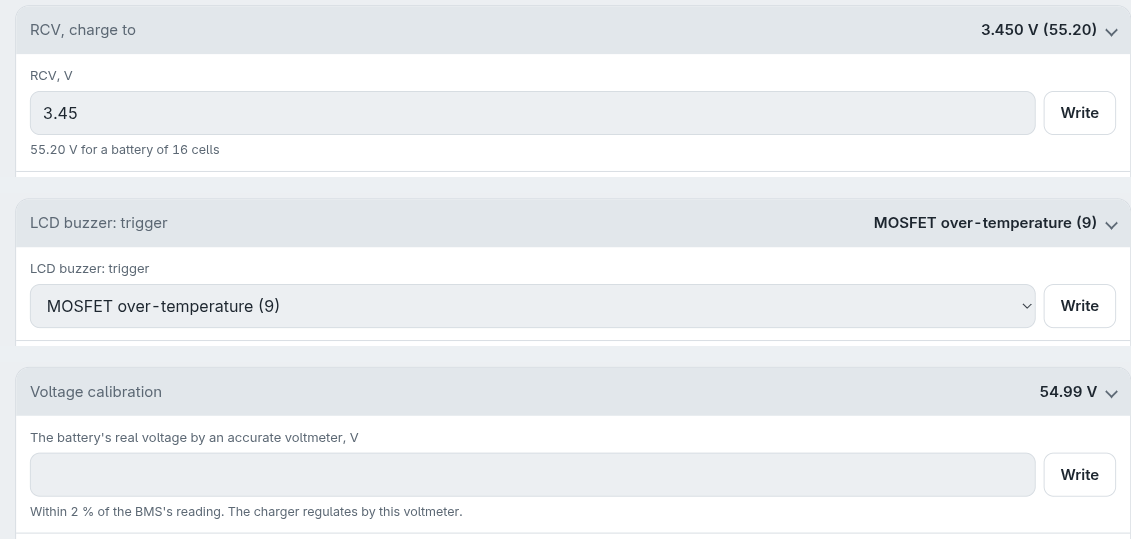 RCV, charge to 3.450 V (55.20)
RCV, V
3.45 Write
55.20 V for a battery of 16 cells
LCD buzzer: trigger MOSFET over-temperature (9)
LCD buzzer: trigger
MOSFET over-temperature (9) Write
Voltage calibration 54.99 V
The battery's real voltage by an accurate voltmeter, V
Write
Within 2 % of the BMS's reading. The charger regulates by this voltmeter.